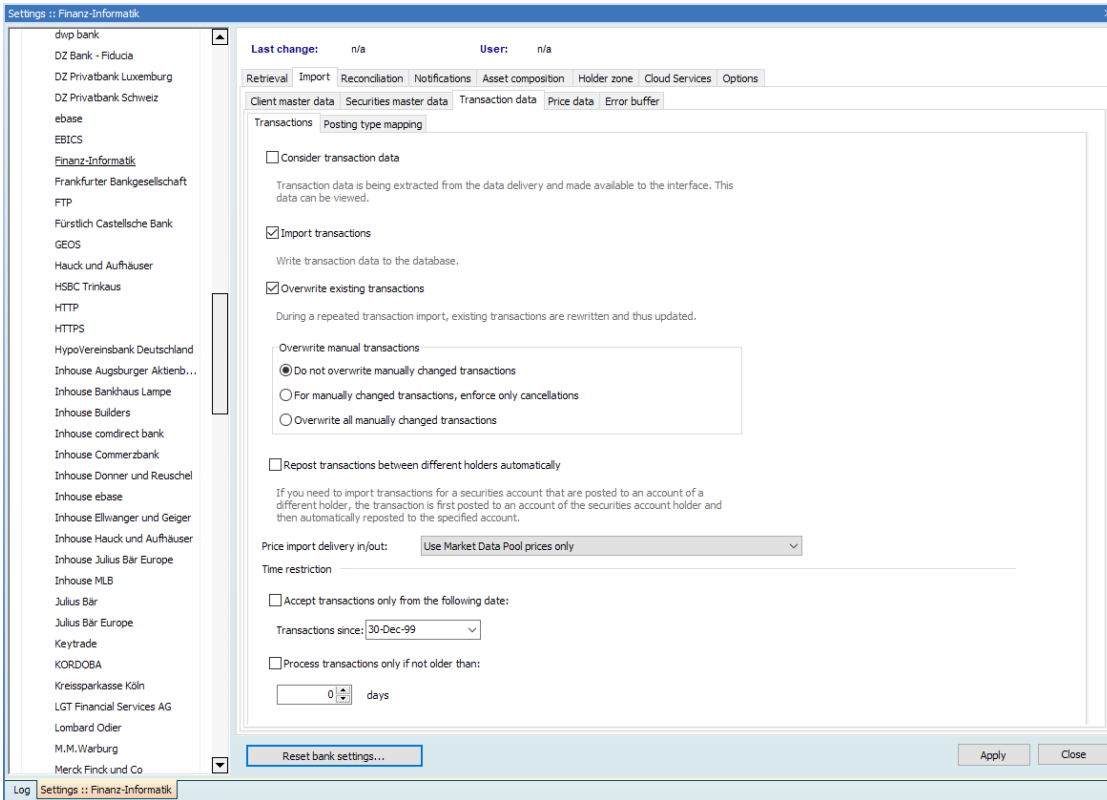 Settings :: Finanz-Informatik
dwp bank
DZ Bank - Fiducia
DZ Privatbank Luxemburg
DZ Privatbank Schweiz
ebase
EBICS
Finanz-Informatik
Frankfurter Bankgesellschaft
FTP
Fürstlich Castellsche Bank
GEOS
Hauck und Aufhäuser
HSBC Trinkaus
HTTP
HTTPS
HypoVereinsbank Deutschland
Inhouse Augsburger Aktienb...
Inhouse Bankhaus Lampe
Inhouse Builders
Inhouse comdirect bank
Inhouse Commerzbank
Inhouse Donner und Reuschel
Inhouse ebase
Inhouse Ellwanger und Geiger
Inhouse Hauck und Aufhäuser
Inhouse Julius Bär Europe
Inhouse MLB
Julius Bär
Julius Bär Europe
Keytrade
KORDOBA
Kreissparkasse Köln
LGT Financial Services AG
Lombard Odier
M.M.Warburg
Merck Finck und Co
Last change: n/a User: n/a
Retrieval Import Reconciliation Notifications Asset composition Holder zone Cloud Services Options
Client master data Securities master data Transaction data Price data Error buffer
Transactions Posting type mapping
Consider transaction data
Transaction data is being extracted from the data delivery and made available to the interface. This
data can be viewed.
Import transactions
Write transaction data to the database.
Overwrite existing transactions
During a repeated transaction import, existing transactions are rewritten and thus updated.
Overwrite manual transactions
Do not overwrite manually changed transactions
For manually changed transactions, enforce only cancellations
Overwrite all manually changed transactions
Repost transactions between different holders automatically
If you need to import transactions for a securities account that are posted to an account of a
different holder, the transaction is first posted to an account of the securities account holder and
then automatically reposted to the specified account.
Price import delivery in/out: Use Market Data Pool prices only
Time restriction
Accept transactions only from the following date:
Transactions since: 30-Dec-99
Process transactions only if not older than:
0 days
Reset bank settings... Apply Close
Log Settings :: Finanz-Informatik